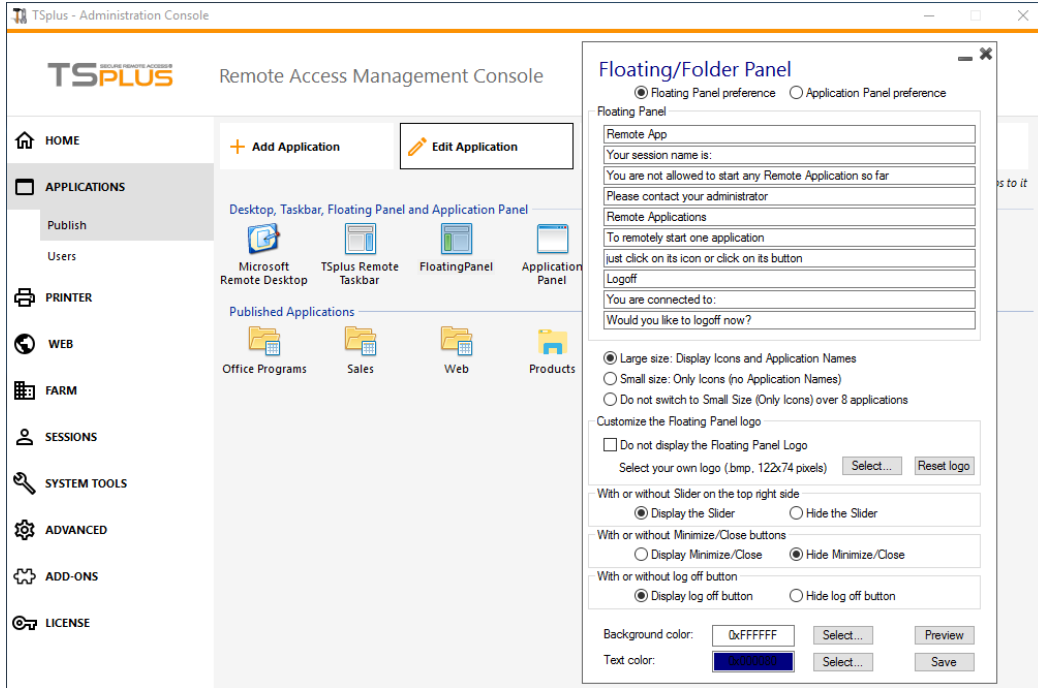 TSplus - Administration Console
SECURE REMOTE ACCESS
TSPLUS
Remote Access Management Console
HOME
APPLICATIONS
Publish
Users
PRINTER
WEB
FARM
SESSIONS
SYSTEM TOOLS
ADVANCED
ADD-ONS
LICENSE
Add Application
Edit Application
s to it
Desktop, Taskbar, Floating Panel and Application Panel
Microsoft
Remote Desktop
TSplus Remote
Taskbar
FloatingPanel
Application
Panel
Published Applications
Office Programs
Sales
Web
Products
Floating/Folder Panel
Floating Panel preference
Application Panel preference
Floating Panel
Remote App
Your session name is:
You are not allowed to start any Remote Application so far
Please contact your administrator
Remote Applications
To remotely start one application
just click on its icon or click on its button
Logoff
You are connected to:
Would you like to logoff now?
Large size: Display Icons and Application Names
Small size: Only Icons (no Application Names)
Do not switch to Small Size (Only Icons) over 8 applications
Customize the Floating Panel logo
Do not display the Floating Panel Logo
Select your own logo (.bmp, 122x74 pixels)
Select...
Reset logo
With or without Slider on the top right side
Display the Slider
Hide the Slider
With or without Minimize/Close buttons
Display Minimize/Close
Hide Minimize/Close
With or without log off button
Display log off button
Hide log off button
Background color:
0xFFFFFF
Select...
Preview
Text color:
Select...
Save